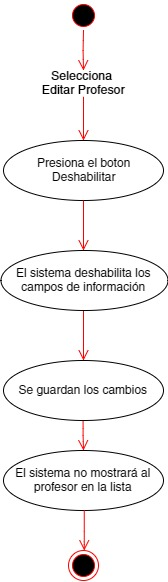 Selecciona
Editar Profesor
Presiona el boton
Deshabilitar
El sistema deshabilita los
campos de información
Se guardan los cambios
El sistema no mostrará al
profesor en la lista